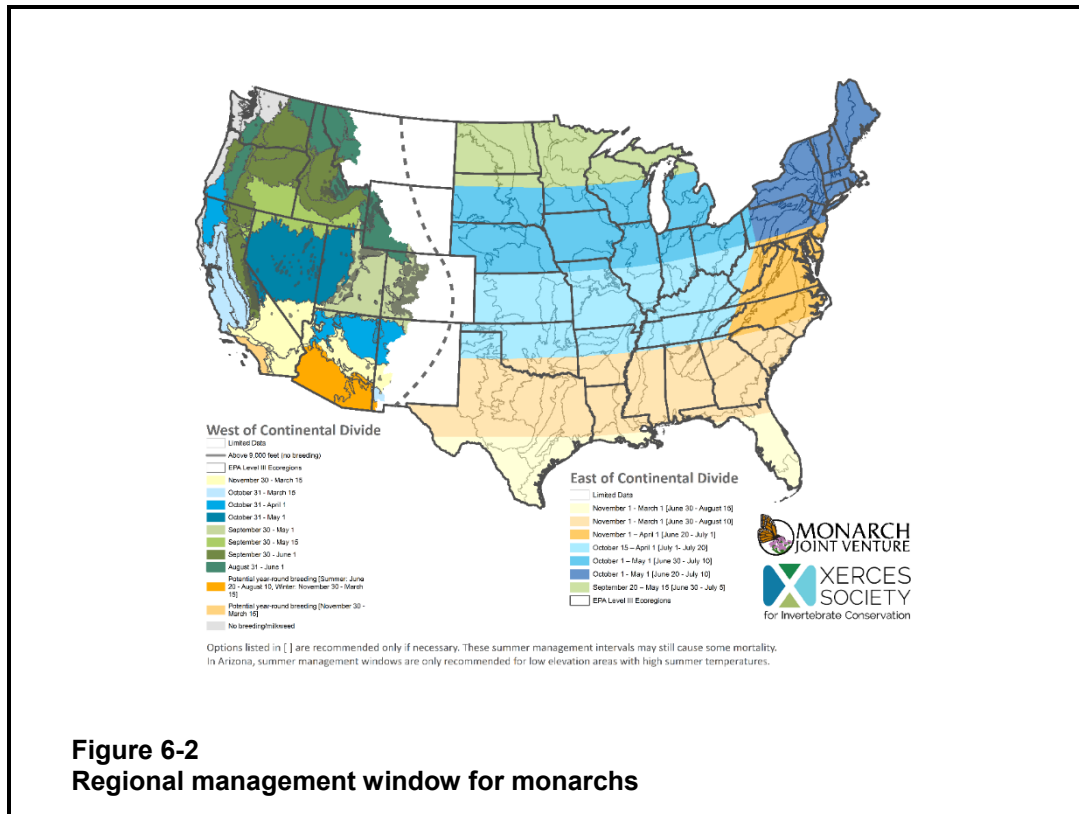 West of Continental Divide
Limited Data
Above 9,000 feet (no breeding)
EPA Level III Ecoregions
November 30 - March 15
October 31 - March 15
October 31 - April 1
October 31 - May 1
September 30 - May 1
September 30 - May 15
September 30 - June 1
August 31 - June 1
Potential year-round breeding [Summer: June
20 - August 10, Winter: November 30 - March
15]
Potential year-round breeding [November 30 -
March 15]
No breeding/milkweed
East of Continental Divide
Limited Data
November 1 - March 1 [June 30 - August 15]
November 1 - March 1 [June 30 - August 10]
November 1 – April 1 [June 20 - July 1]
October 15 – April 1 [July 1- July 20]
October 1 – May 1 [June 30 - July 10]
October 1 - May 1 [June 20 - July 10]
September 20 – May 15 [June 30 - July 5]
EPA Level III Ecoregions
MONARCH
JOINT VENTURE
XERCES
SOCIETY
for Invertebrate Conservation
Options listed in [ ] are recommended only if necessary. These summer management intervals may still cause some mortality.
In Arizona, summer management windows are only recommended for low elevation areas with high summer temperatures.
Figure 6-2
Regional management window for monarchs